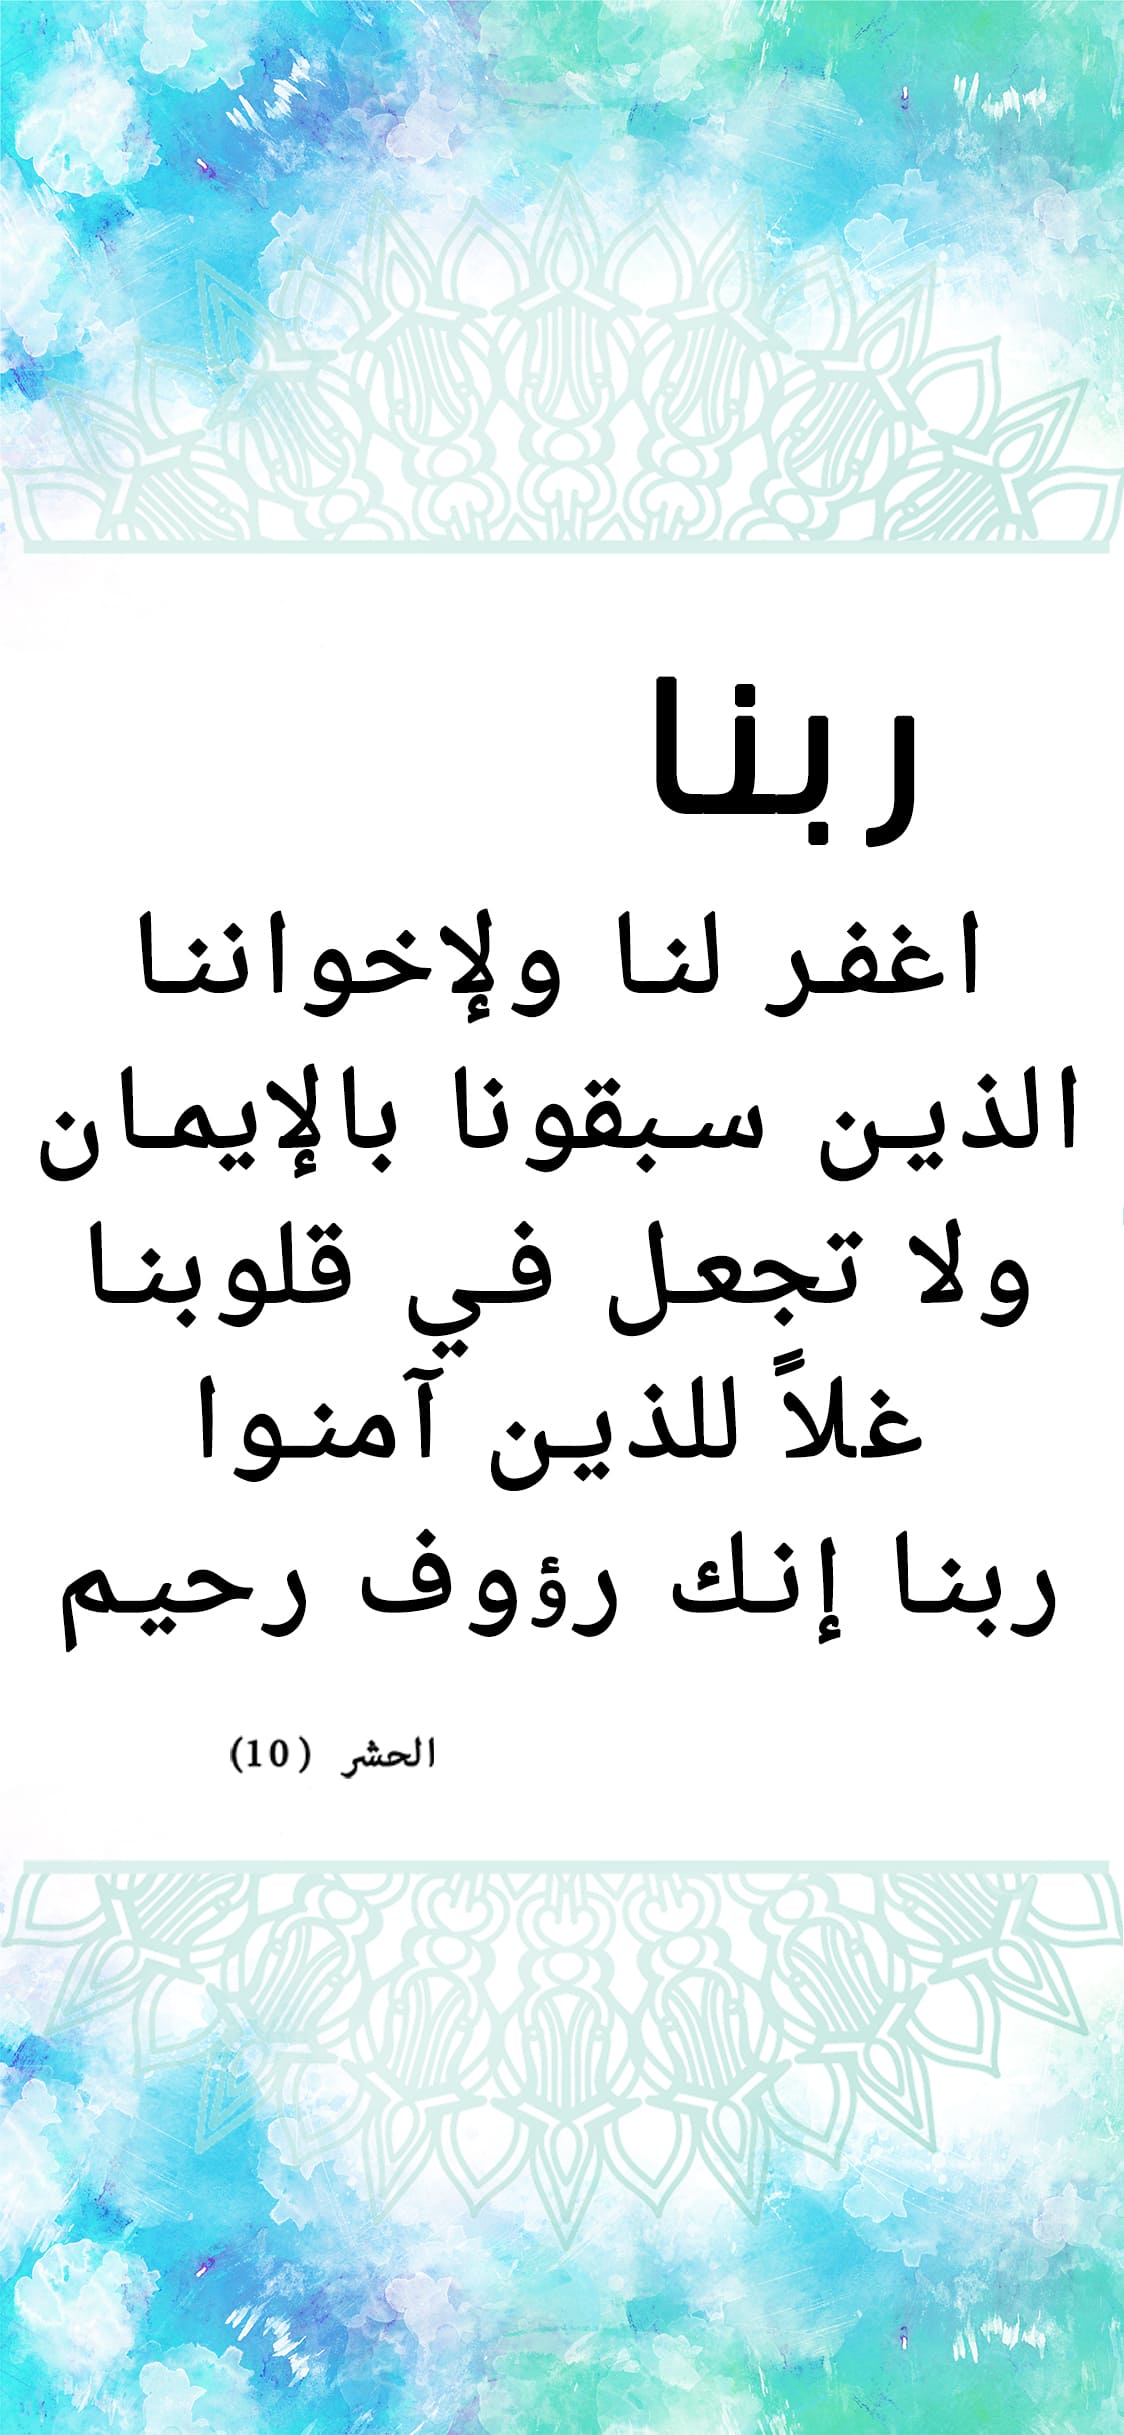 ربنا
اغفر لنا ولإخواننا
الذين سبقونا بالإيمان
ولا تجعل في قلوبنا
غلاً للذين آمنوا
ربنا إنك رؤوف رحيم
الحشر (10)